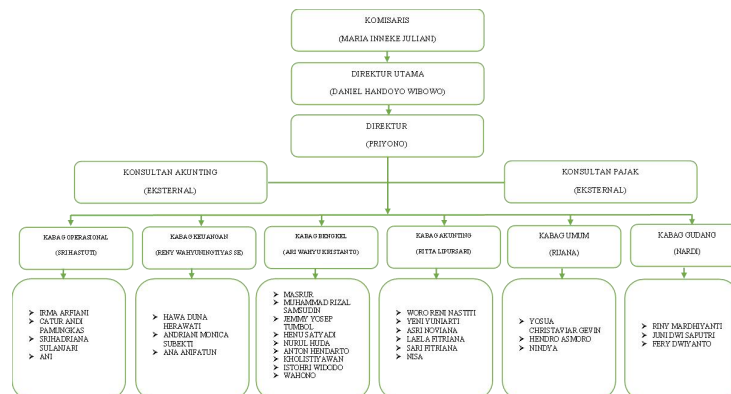 KOMISARIS
(MARIA INNEKE JULIANI)
DIREKTUR UTAMA
(DANIEL HANDOYO WIBOWO)
DIREKTUR
(PRIYONO)
KONSULTAN AKUNTING
(EKSTERNAL)
KONSULTAN PAJAK
(EKSTERNAL)
KABAG OPERASIONAL
(SRI HASTUTI)
KABAG KEUANGAN
(RENY WAHYUNINGTIYAS SE)
KABAG BENGKEL
(ARI WAHYU KRISTANTO)
KABAG AKUNTING
(RITTA LIPURSARI)
KABAG UMUM
(RIJANA)
KABAG GUDANG
(NARDI)
➤ IRMA ARFIANI
➤ CATUR ANDI
PAMUNGKAS
➤ SRIHADRIANA
SULANJARI
➤ ANI
➤ HAWA DUNA
HERAWATI
➤ ANDRIANI MONICA
SUBEKTI
➤ ANA ANIFATUN
➤ MASRUR
➤ MUHAMMAD RIZAL
SAMSUDIN
➤ JEMMY YOSEP
TUMBOL
➤ HENU SATYADI
➤ NURUL HUDA
➤ ANTON HENDARTO
➤ KHOLISTIYAWAN
➤ ISTOHRI WIDODO
➤ WAHONO
➤ WORO RENI NASTITI
➤ YENI YUNIARTI
➤ ASRI NOVIANA
➤ LAELA FITRIANA
➤ SARI FITRIANA
➤ NISA
➤ YOSUA
CHRISTAVIAR GEVIN
➤ HENDRO ASMORO
➤ NINDYA
➤ RINY MARDHIYANTI
➤ JUNI DWI SAPUTRI
➤ FERY DWIYANTO